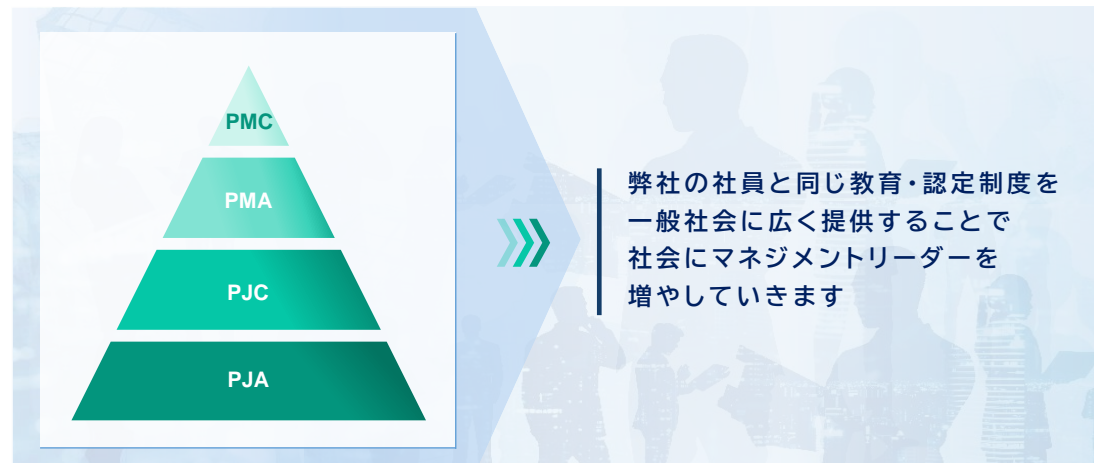 PMC
PMA
PJC
PJA
弊社の社員と同じ教育・認定制度を
一般社会に広く提供することで
社会にマネジメントリーダーを
増やしていきます